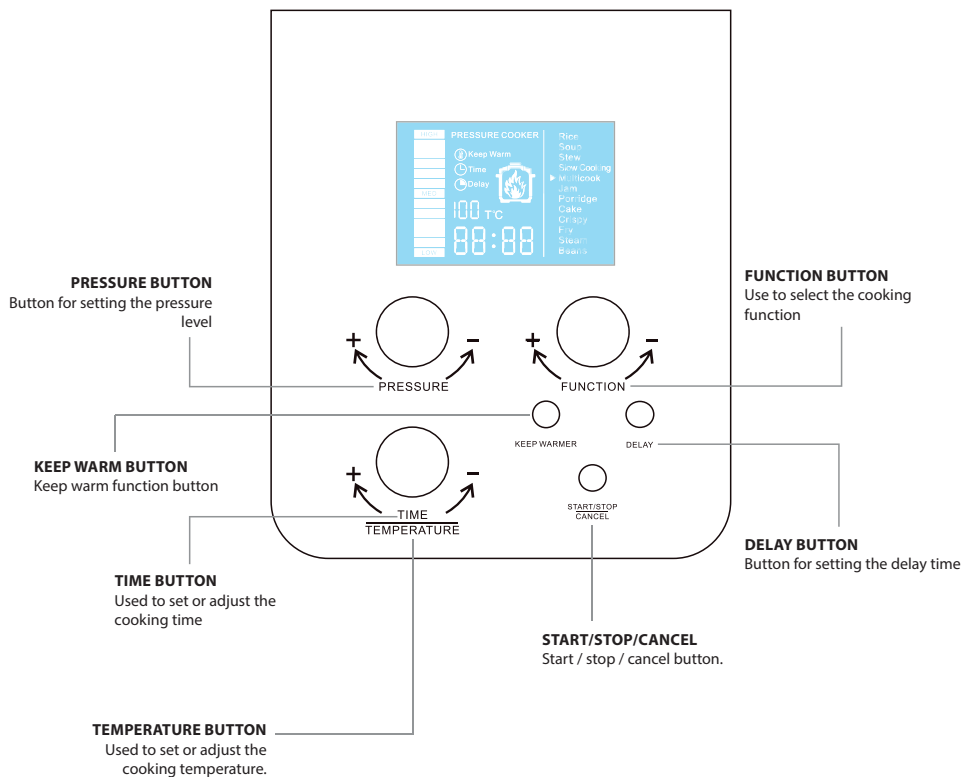 HIGH
PRESSURE COOKER
Keep Warm
Time
Delay
MED
100 T°C
88:88
LOW
Rice
Soup
Stew
Slow Cooking
Multicook
Jam
Porridge
Cake
Crispy
Fry
Steam
Beans
PRESSURE BUTTON
Button for setting the pressure
level
FUNCTION BUTTON
Use to select the cooking
function
+ −
PRESSURE
+ −
FUNCTION
KEEP WARMER
DELAY
KEEP WARM BUTTON
Keep warm function button
+ −
TIME
TEMPERATURE
START/STOP
CANCEL
DELAY BUTTON
Button for setting the delay time
TIME BUTTON
Used to set or adjust the
cooking time
START/STOP/CANCEL
Start / stop / cancel button.
TEMPERATURE BUTTON
Used to set or adjust the
cooking temperature.